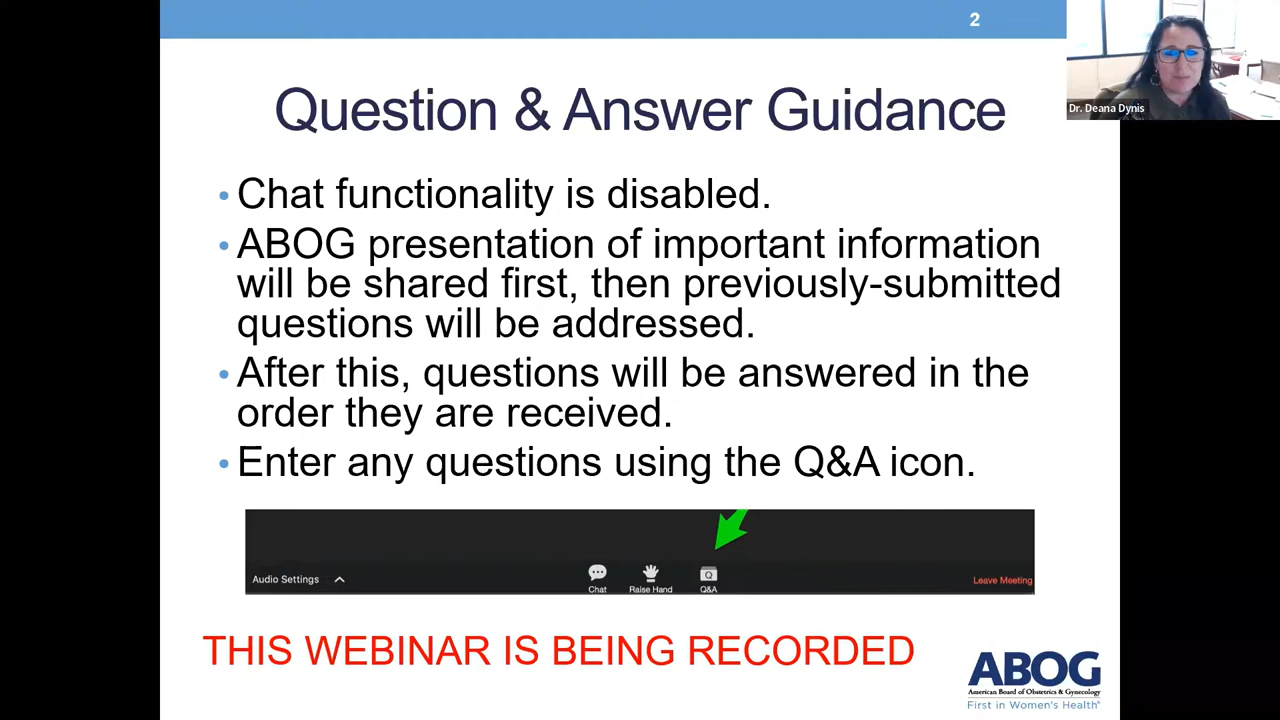 2
Dr. Deana Dynis
Question & Answer Guidance
• Chat functionality is disabled.
• ABOG presentation of important information
will be shared first, then previously-submitted
questions will be addressed.
• After this, questions will be answered in the
order they are received.
• Enter any questions using the Q&A icon.
Audio Settings
Chat
Raise Hand
Q
Q&A
Leave Meeting
THIS WEBINAR IS BEING RECORDED
ABOG
American Board of Obstetrics & Gynecology
First in Women's Health®